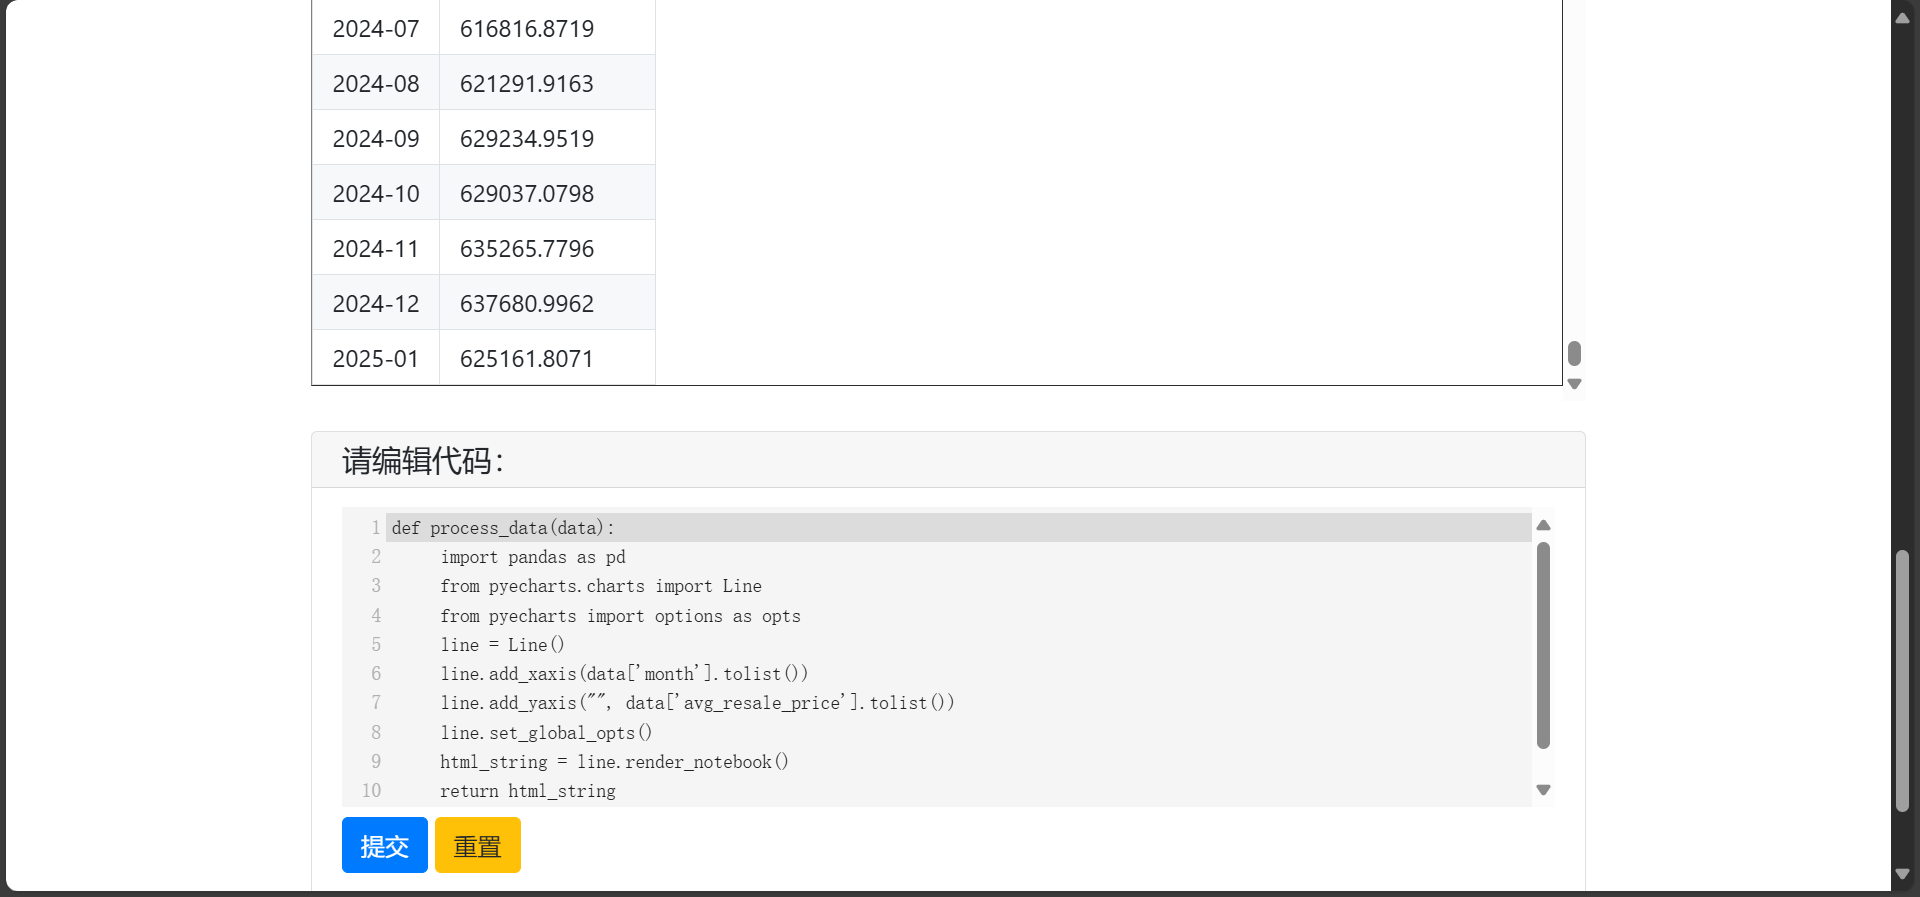 2024-07 616816.8719
2024-08 621291.9163
2024-09 629234.9519
2024-10 629037.0798
2024-11 635265.7796
2024-12 637680.9962
2025-01 625161.8071
请编辑代码：
1 def process_data(data):
2 import pandas as pd
3 from pyecharts.charts import Line
4 from pyecharts import options as opts
5 line = Line()
6 line.add_xaxis(data['month'].tolist())
7 line.add_yaxis("", data['avg_resale_price'].tolist())
8 line.set_global_opts()
9 html_string = line.render_notebook()
10 return html_string
提交 重置